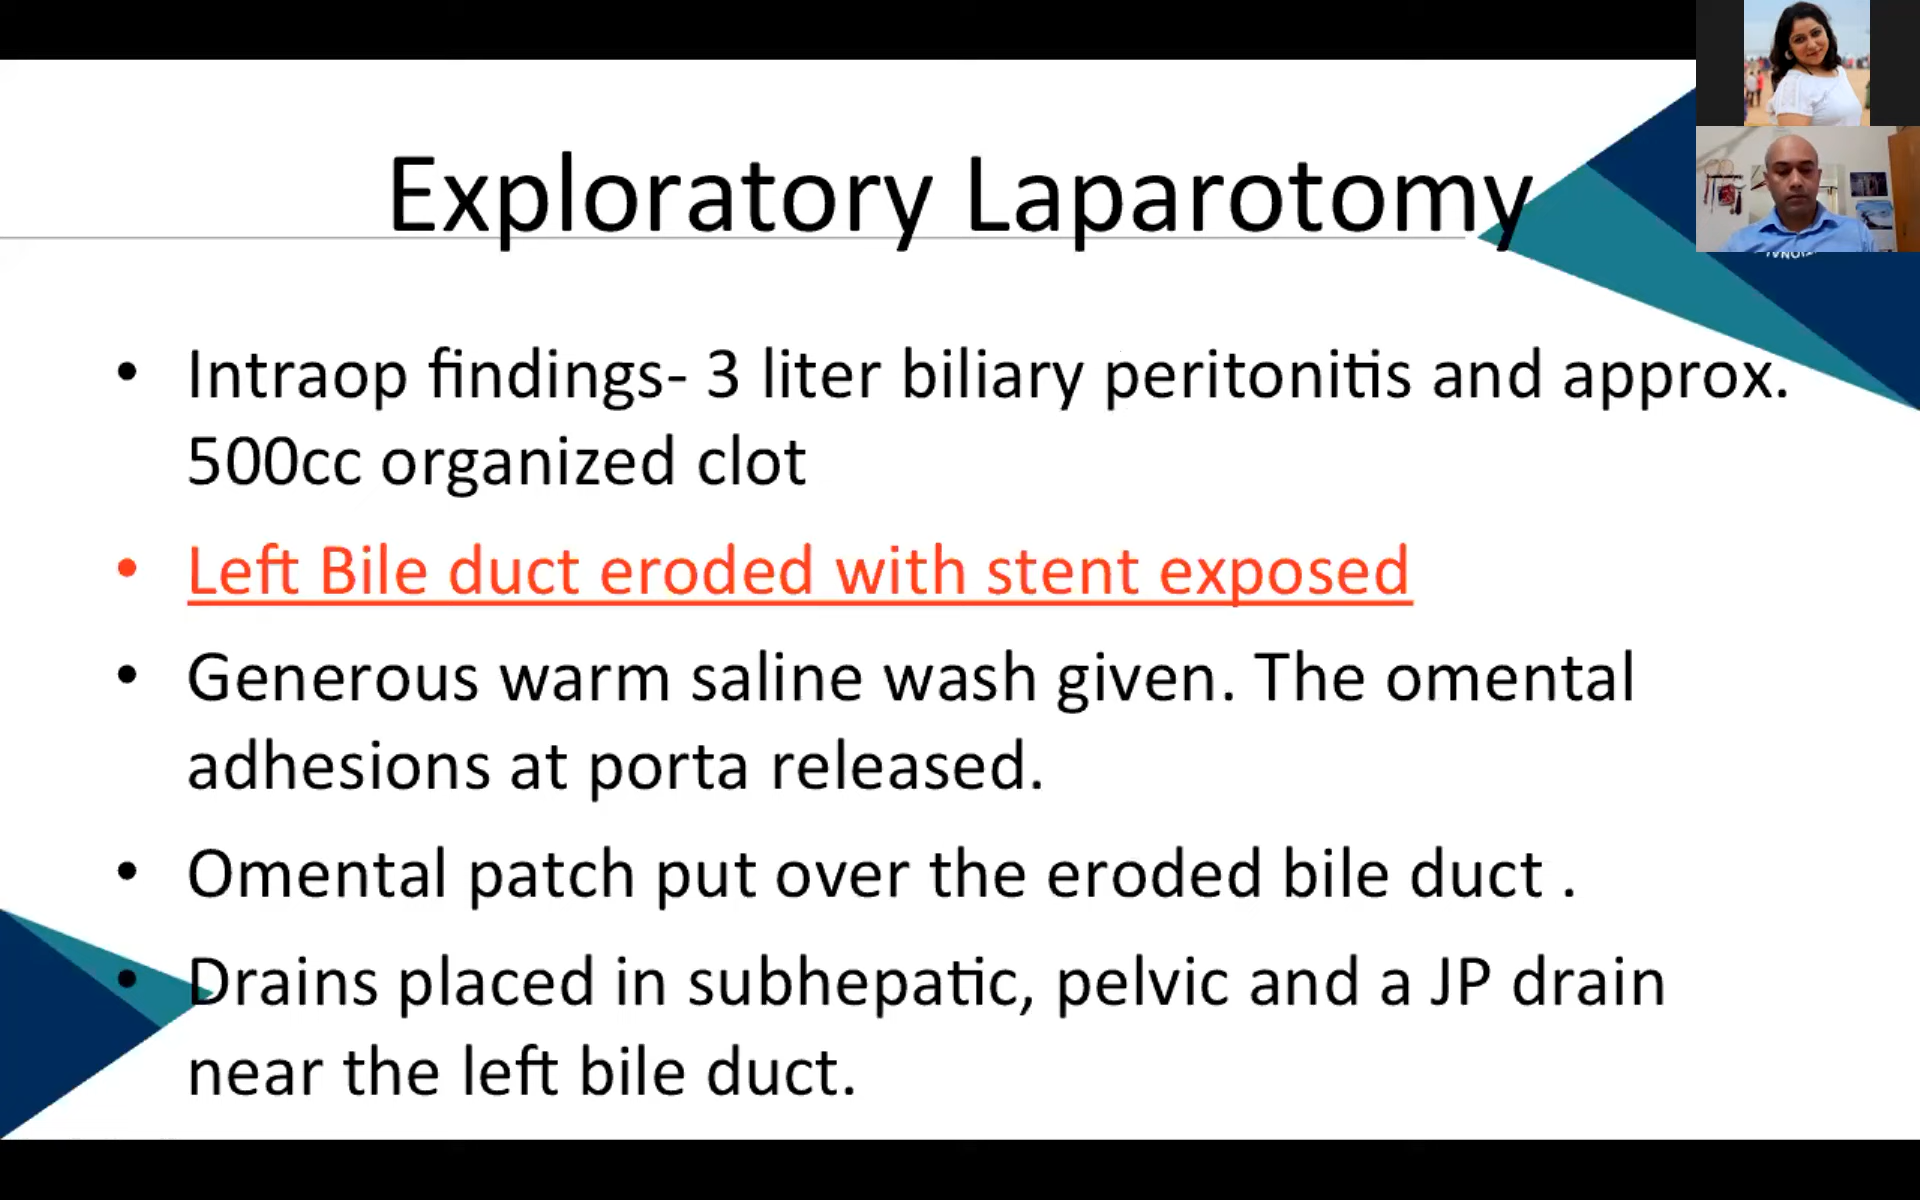 Exploratory Laparotomy
• Intraop findings- 3 liter biliary peritonitis and approx.
500cc organized clot
• Left Bile duct eroded with stent exposed
• Generous warm saline wash given. The omental
adhesions at porta released.
• Omental patch put over the eroded bile duct .
• Drains placed in subhepatic, pelvic and a JP drain
near the left bile duct.